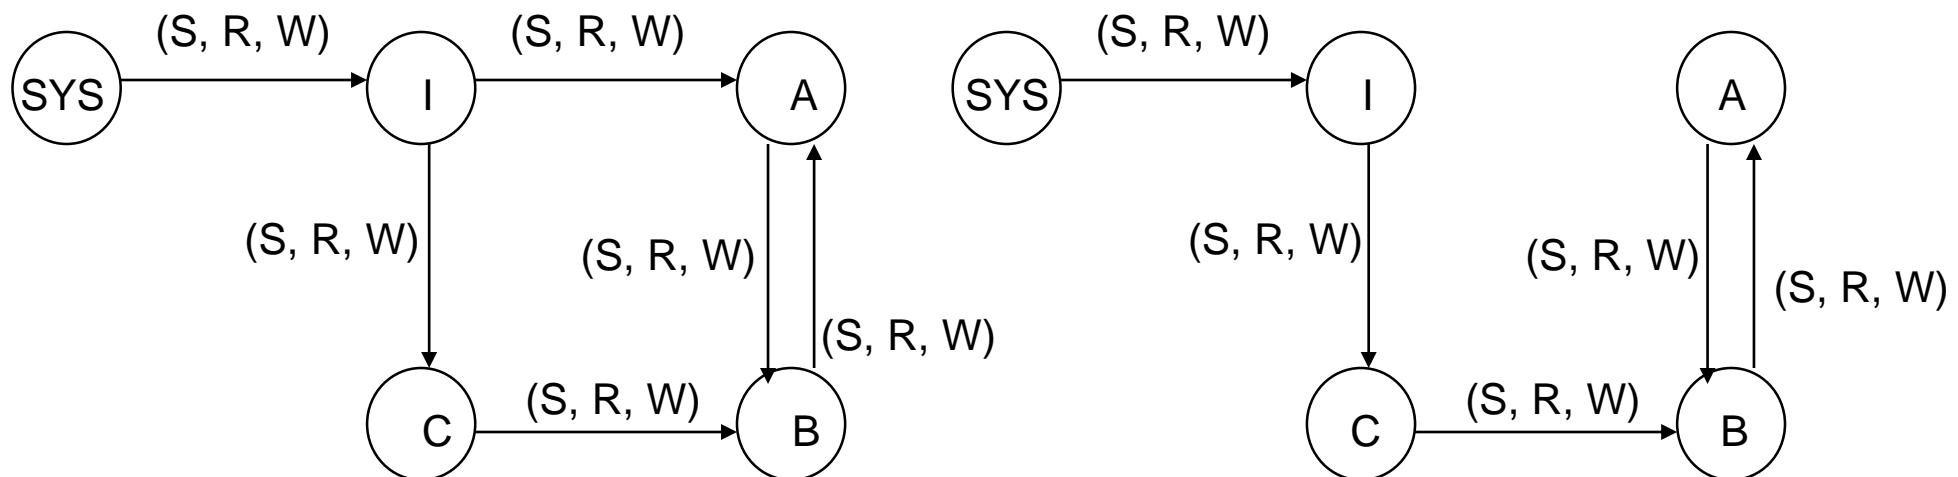 (S, R, W)
(S, R, W)
SYS
I
A
(S, R, W)
(S, R, W)
(S, R, W)
(S, R, W)
C
B
(S, R, W)
SYS
I
A
(S, R, W)
(S, R, W)
(S, R, W)
(S, R, W)
C
B